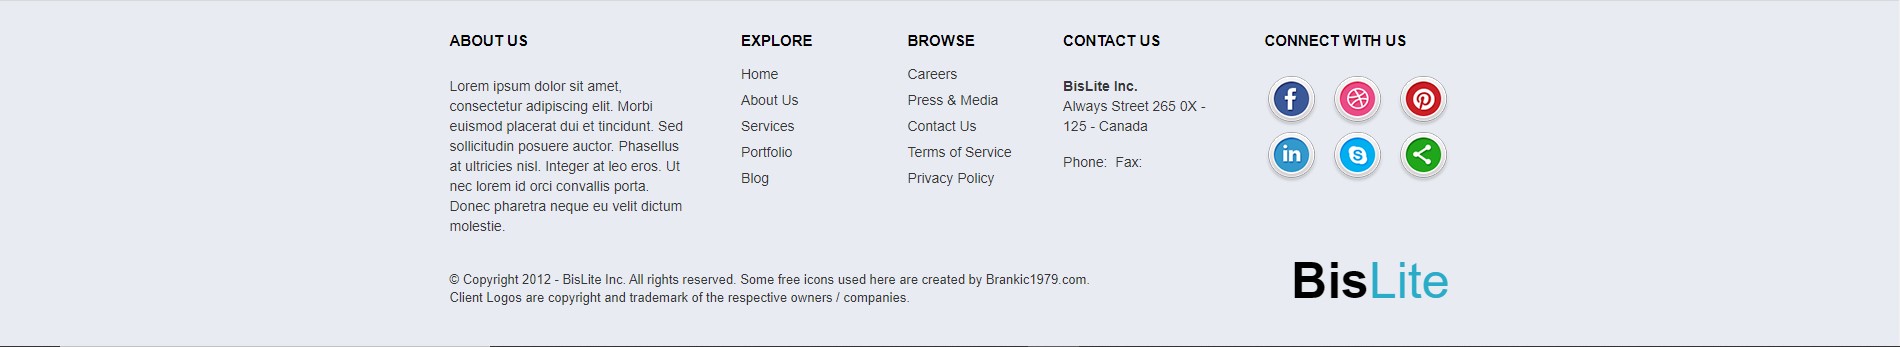 ABOUT US
Lorem ipsum dolor sit amet,
consectetur adipiscing elit. Morbi
euismod placerat dui et tincidunt. Sed
sollicitudin posuere auctor. Phasellus
at ultricies nisl. Integer at leo eros. Ut
nec lorem id orci convallis porta.
Donec pharetra neque eu velit dictum
molestie.
EXPLORE
Home
About Us
Services
Portfolio
Blog
BROWSE
Careers
Press & Media
Contact Us
Terms of Service
Privacy Policy
CONTACT US
BisLite Inc.
Always Street 265 0X -
125 - Canada
Phone: Fax:
CONNECT WITH US
© Copyright 2012 - BisLite Inc. All rights reserved. Some free icons used here are created by Brankic1979.com.
Client Logos are copyright and trademark of the respective owners / companies.
BisLite